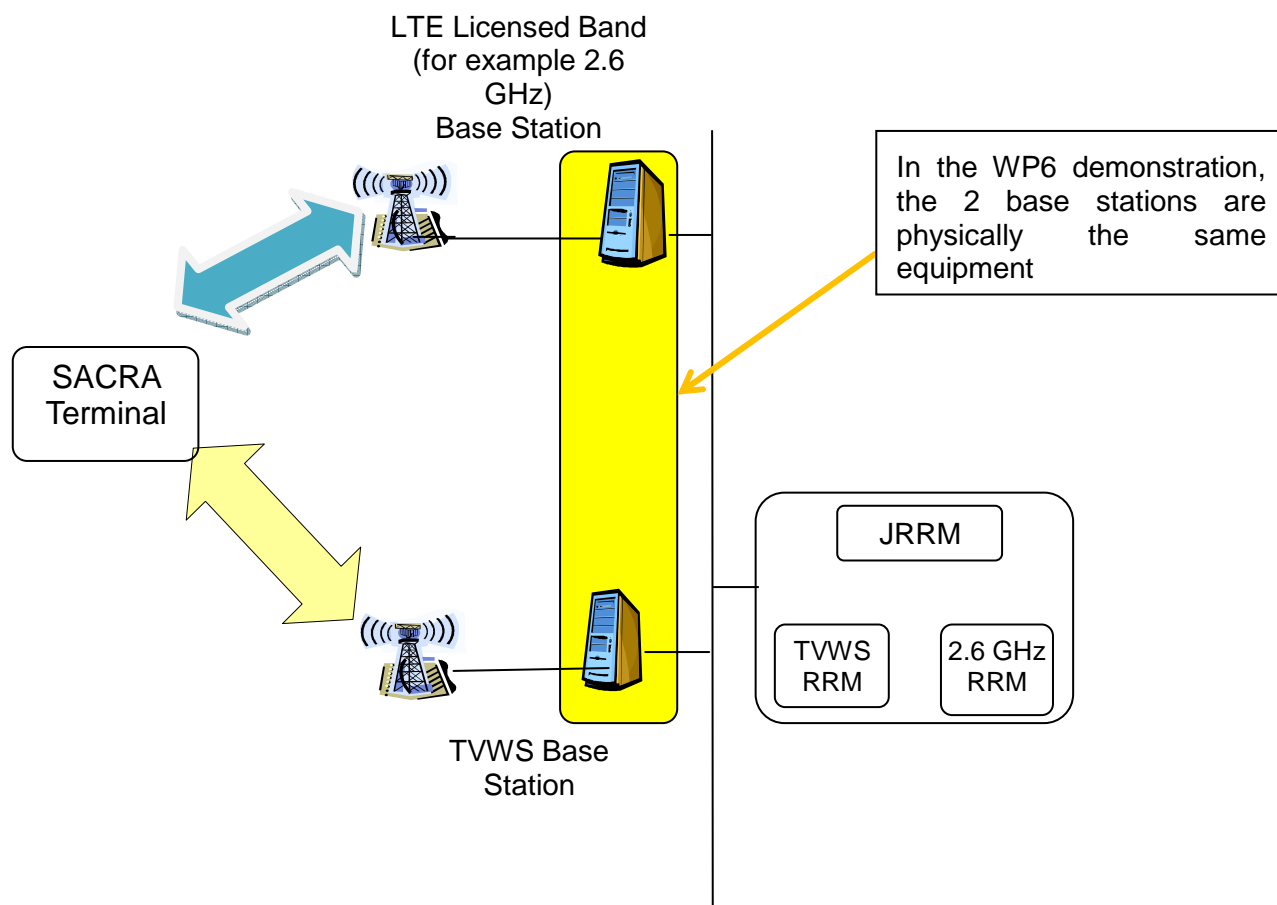 LTE Licensed Band
(for example 2.6
GHz)
Base Station
In the WP6 demonstration,
the 2 base stations are
physically the same
equipment
SACRA
Terminal
JRRM
TVWS
RRM
2.6 GHz
RRM
TVWS Base
Station